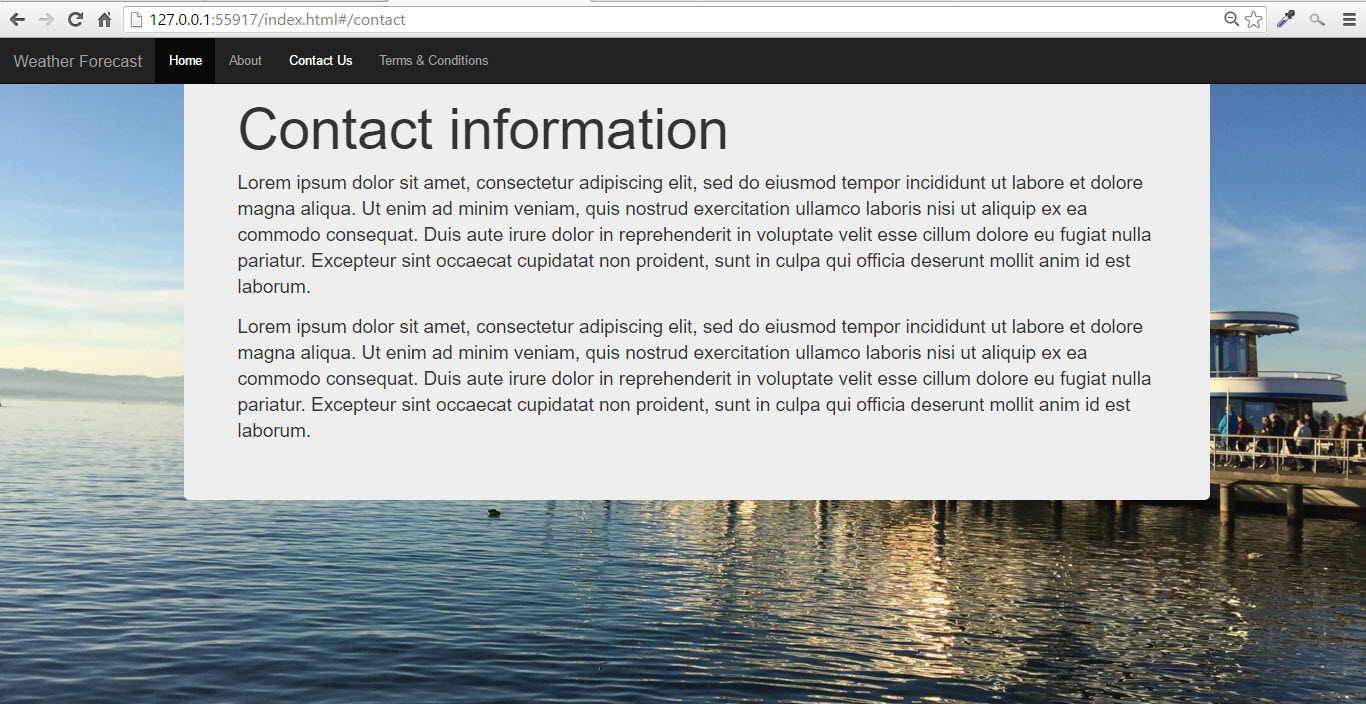 127.0.0.1:55917/index.html#/contact
Weather Forecast Home About Contact Us Terms & Conditions
Contact information
Lorem ipsum dolor sit amet, consectetur adipiscing elit, sed do eiusmod tempor incididunt ut labore et dolore
magna aliqua. Ut enim ad minim veniam, quis nostrud exercitation ullamco laboris nisi ut aliquip ex ea
commodo consequat. Duis aute irure dolor in reprehenderit in voluptate velit esse cillum dolore eu fugiat nulla
pariatur. Excepteur sint occaecat cupidatat non proident, sunt in culpa qui officia deserunt mollit anim id est
laborum.
Lorem ipsum dolor sit amet, consectetur adipiscing elit, sed do eiusmod tempor incididunt ut labore et dolore
magna aliqua. Ut enim ad minim veniam, quis nostrud exercitation ullamco laboris nisi ut aliquip ex ea
commodo consequat. Duis aute irure dolor in reprehenderit in voluptate velit esse cillum dolore eu fugiat nulla
pariatur. Excepteur sint occaecat cupidatat non proident, sunt in culpa qui officia deserunt mollit anim id est
laborum.